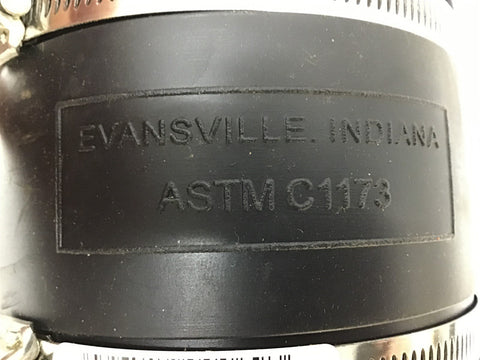 EVANSVILLE, INDIANA
ASTM C1173